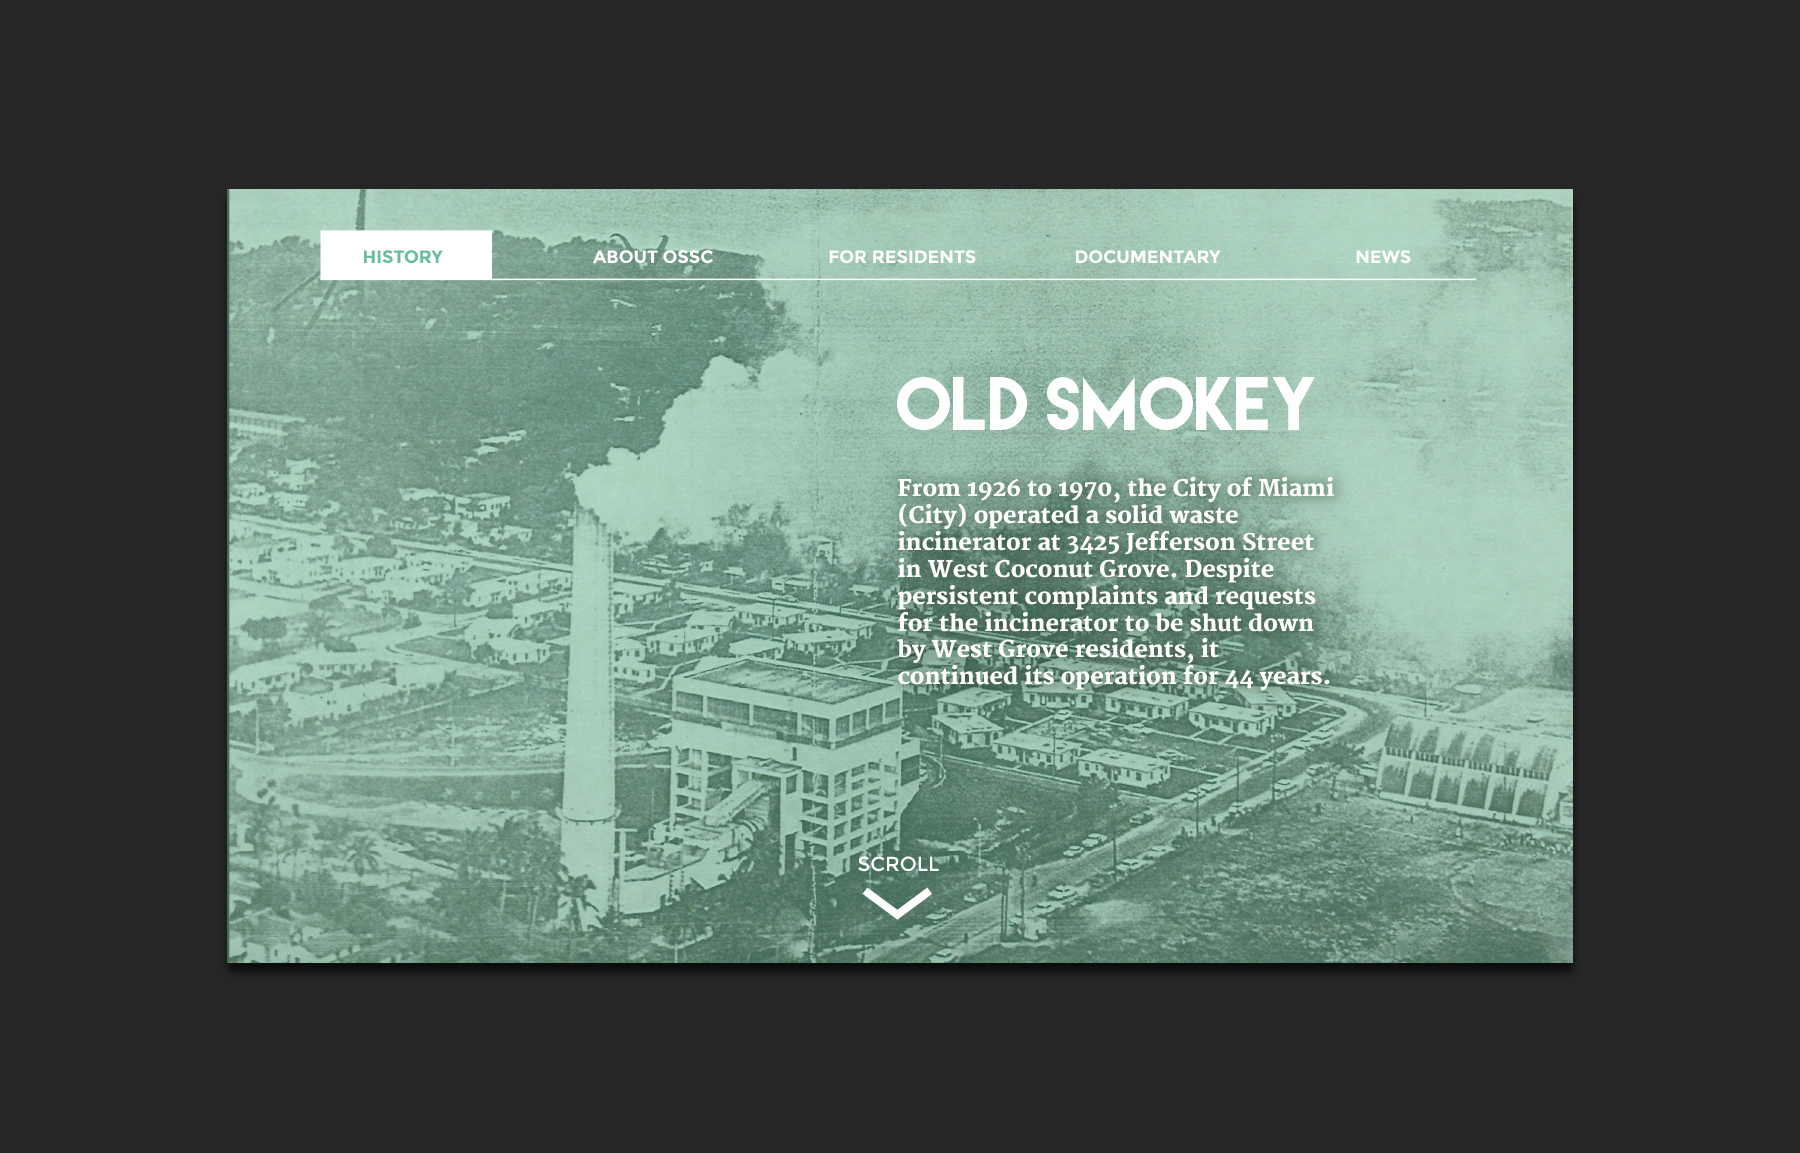 HISTORY
ABOUT OSSC
FOR RESIDENTS
DOCUMENTARY
NEWS
OLD SMOKEY
From 1926 to 1970, the City of Miami
(City) operated a solid waste
incinerator at 3425 Jefferson Street
in West Coconut Grove. Despite
persistent complaints and requests
for the incinerator to be shut down
by West Grove residents, it
continued its operation for 44 years.
SCROLL